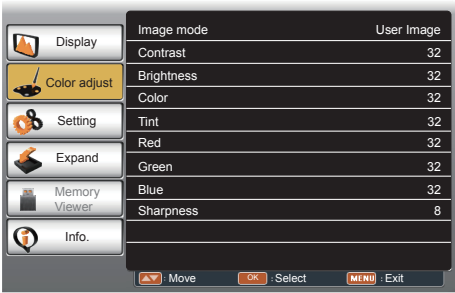 Display
Color adjust
Setting
Expand
Memory
Viewer
Info.
Image mode User Image
Contrast 32
Brightness 32
Color 32
Tint 32
Red 32
Green 32
Blue 32
Sharpness 8
: Move OK : Select MENU : Exit